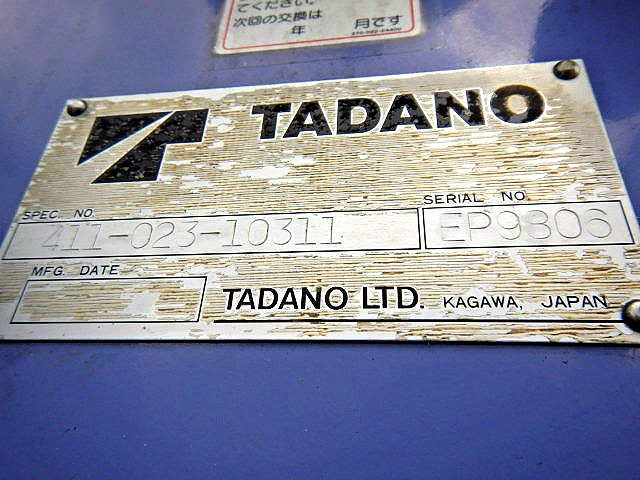 てください。
次回の交換は
年　月です
TADANO
SPEC. NO.
411-023-10311
SERIAL NO.
EP9806
MFG. DATE
TADANO LTD. KAGAWA, JAPAN